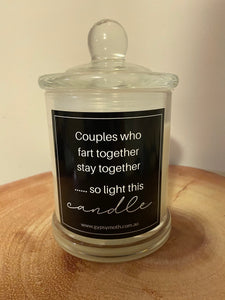 Couples who
fart together
stay together
...... so light this
candle
www.gypsymoth.com.au